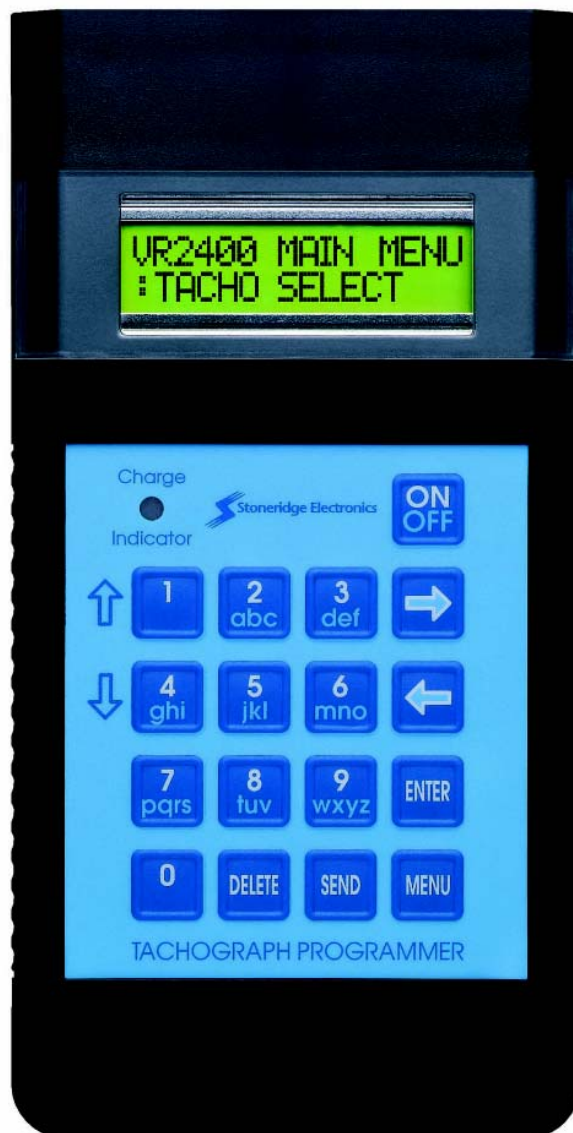 VR2400 MAIN MENU
:TACHO SELECT
Charge
Indicator
Stoneridge Electronics
ON
OFF
1
2
abc
3
def
4
ghi
5
jkl
6
mno
7
pqrs
8
tuv
9
wxyz
ENTER
0
DELETE
SEND
MENU
TACHOGRAPH PROGRAMMER